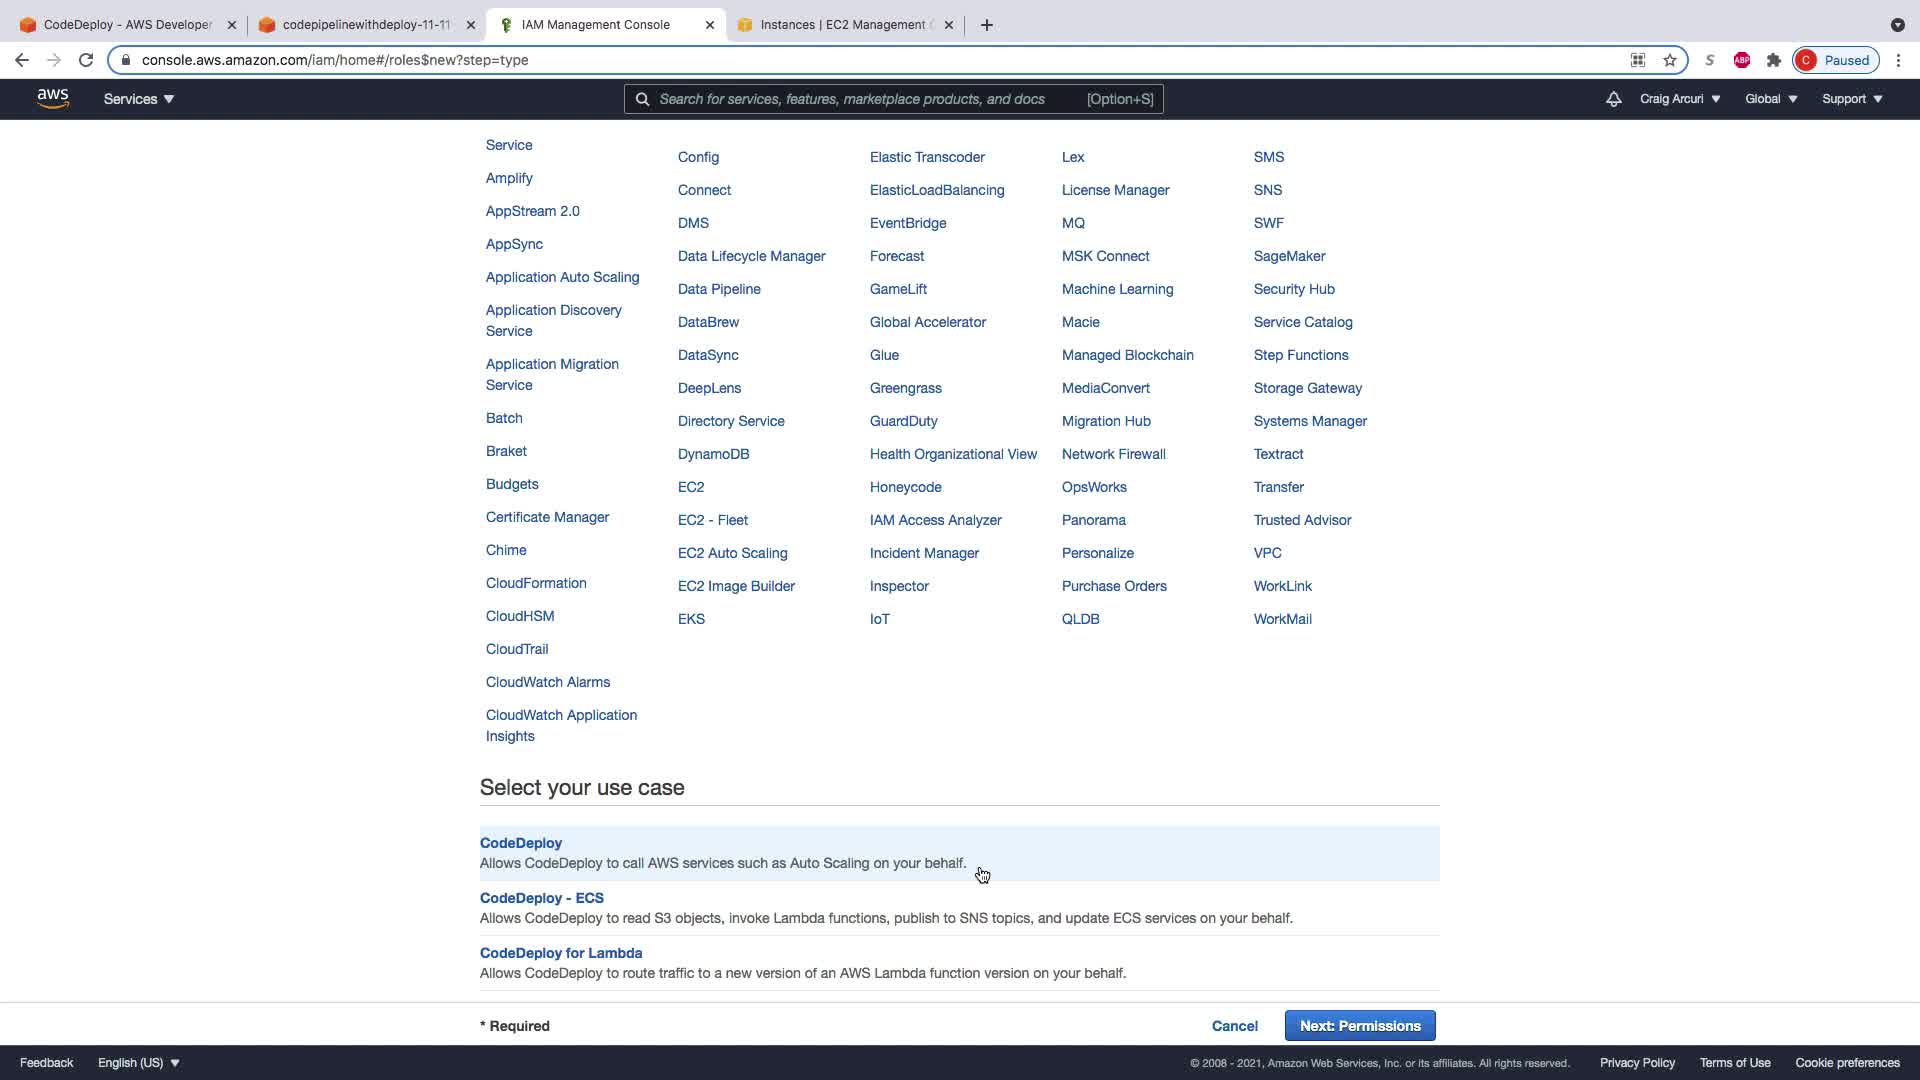 CodeDeploy - AWS Developer
codepipelinewithdeploy-11-11
IAM Management Console
Instances | EC2 Management C
console.aws.amazon.com/iam/home#/roles$new?step=type
S
ABP
C
Paused
aws
Services
Search for services, features, marketplace products, and docs
[Option+S]
Craig Arcuri
Global
Support
Service
Amplify
AppStream 2.0
AppSync
Application Auto Scaling
Application Discovery
Service
Application Migration
Service
Batch
Braket
Budgets
Certificate Manager
Chime
CloudFormation
CloudHSM
CloudTrail
CloudWatch Alarms
CloudWatch Application
Insights
Config
Connect
DMS
Data Lifecycle Manager
Data Pipeline
DataBrew
DataSync
DeepLens
Directory Service
DynamoDB
EC2
EC2 - Fleet
EC2 Auto Scaling
EC2 Image Builder
EKS
Elastic Transcoder
ElasticLoadBalancing
EventBridge
Forecast
GameLift
Global Accelerator
Glue
Greengrass
GuardDuty
Health Organizational View
Honeycode
IAM Access Analyzer
Incident Manager
Inspector
IoT
Lex
License Manager
MQ
MSK Connect
Machine Learning
Macie
Managed Blockchain
MediaConvert
Migration Hub
Network Firewall
OpsWorks
Panorama
Personalize
Purchase Orders
QLDB
SMS
SNS
SWF
SageMaker
Security Hub
Service Catalog
Step Functions
Storage Gateway
Systems Manager
Textract
Transfer
Trusted Advisor
VPC
WorkLink
WorkMail
Select your use case
CodeDeploy
Allows CodeDeploy to call AWS services such as Auto Scaling on your behalf.
CodeDeploy - ECS
Allows CodeDeploy to read S3 objects, invoke Lambda functions, publish to SNS topics, and update ECS services on your behalf.
CodeDeploy for Lambda
Allows CodeDeploy to route traffic to a new version of an AWS Lambda function version on your behalf.
* Required
Cancel
Next: Permissions
Feedback
English (US)
© 2008 - 2021, Amazon Web Services, Inc. or its affiliates. All rights reserved.
Privacy Policy
Terms of Use
Cookie preferences